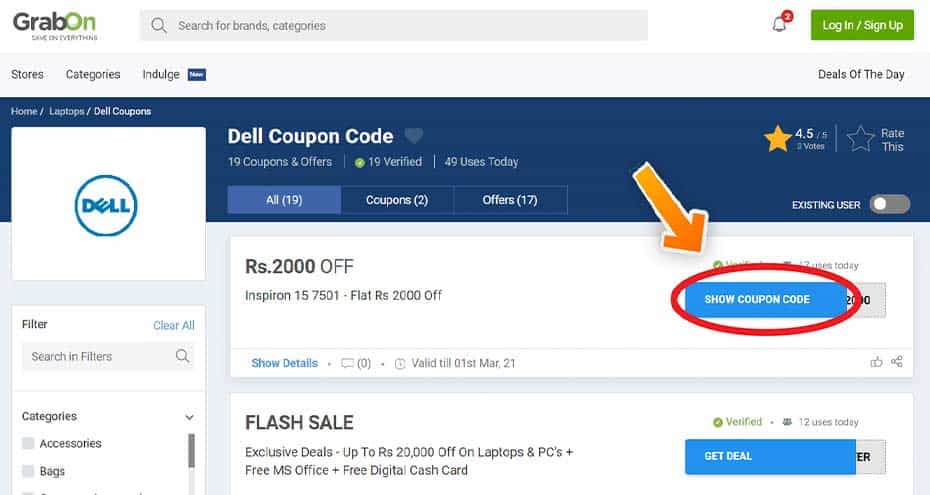 GrabOn
SAVE ON EVERYTHING
Search for brands, categories
2
Log In / Sign Up
Stores
Categories
Indulge
New
Deals Of The Day
Home / Laptops / Dell Coupons
DELL
Dell Coupon Code
19 Coupons & Offers
19 Verified
49 Uses Today
4.5 / 5
2 Votes
Rate
This
All (19)
Coupons (2)
Offers (17)
EXISTING USER
Rs.2000 OFF
Verified
12 uses today
Inspiron 15 7501 - Flat Rs 2000 Off
SHOW COUPON CODE
Show Details
(0)
Valid till 01st Mar, 21
Filter
Clear All
Search in Filters
Categories
Accessories
Bags
FLASH SALE
Verified
12 uses today
Exclusive Deals - Up To Rs 20,000 Off On Laptops & PC's +
Free MS Office + Free Digital Cash Card
GET DEAL